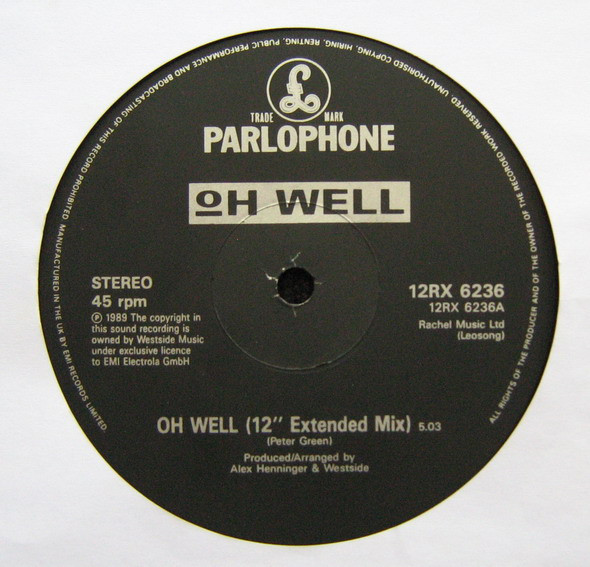 MANUFACTURED IN THE UK BY EMI RECORDS LIMITED.
ALL RIGHTS OF THE PRODUCER AND OF THE OWNER OF THE RECORDED WORK RESERVED. UNAUTHORISED COPYING, HIRING, RENTING, PUBLIC PERFORMANCE AND BROADCASTING OF THIS RECORD PROHIBITED.
£
TRADE MARK
PARLOPHONE
OH WELL
STEREO
45 rpm
℗ 1989 The copyright in
this sound recording is
owned by Westside Music
under exclusive licence
to EMI Electrola GmbH
12RX 6236
12RX 6236A
Rachel Music Ltd
(Leosong)
OH WELL (12″ Extended Mix) 5.03
(Peter Green)
Produced/Arranged by
Alex Henninger & Westside